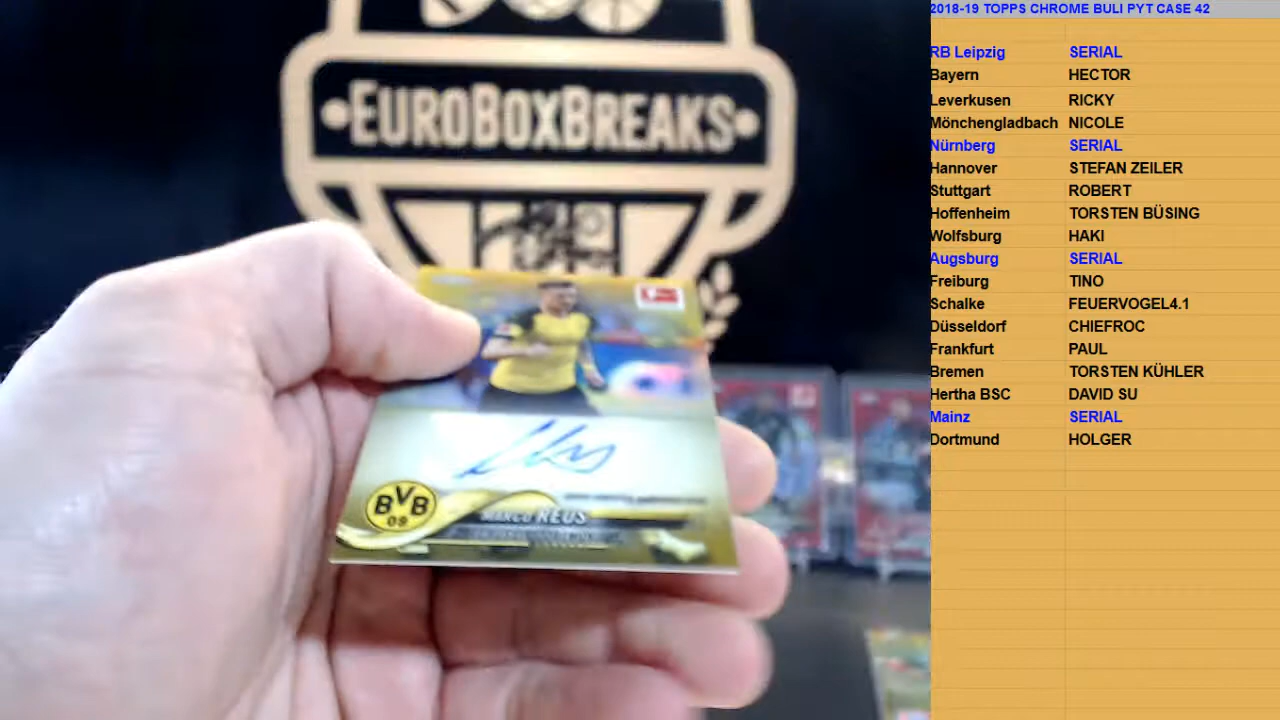 2018-19 TOPPS CHROME BULI PYT CASE 42
RB Leipzig SERIAL
Bayern HECTOR
Leverkusen RICKY
Mönchengladbach NICOLE
Nürnberg SERIAL
Hannover STEFAN ZEILER
Stuttgart ROBERT
Hoffenheim TORSTEN BÜSING
Wolfsburg HAKI
Augsburg SERIAL
Freiburg TINO
Schalke FEUERVOGEL4.1
Düsseldorf CHIEFROC
Frankfurt PAUL
Bremen TORSTEN KÜHLER
Hertha BSC DAVID SU
Mainz SERIAL
Dortmund HOLGER
•EUROBOXBREAKS•
BVB
09
MARCO REUS